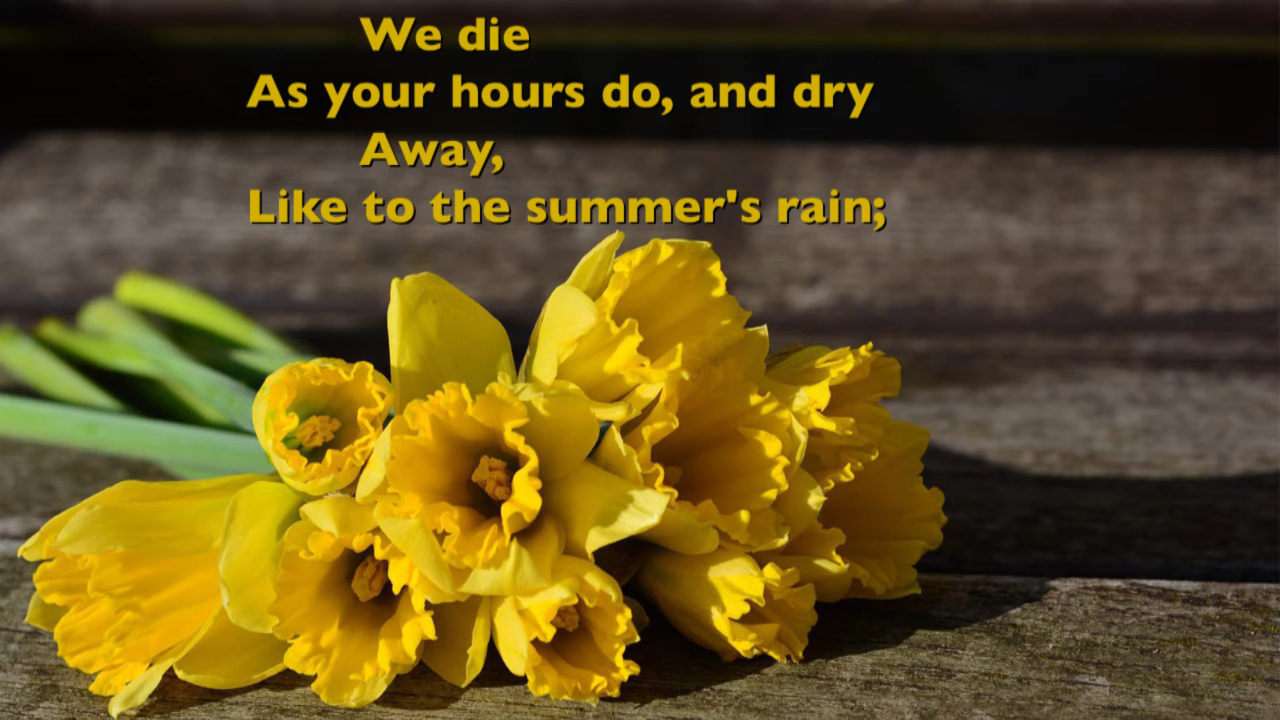 We die
As your hours do, and dry
Away,
Like to the summer's rain;